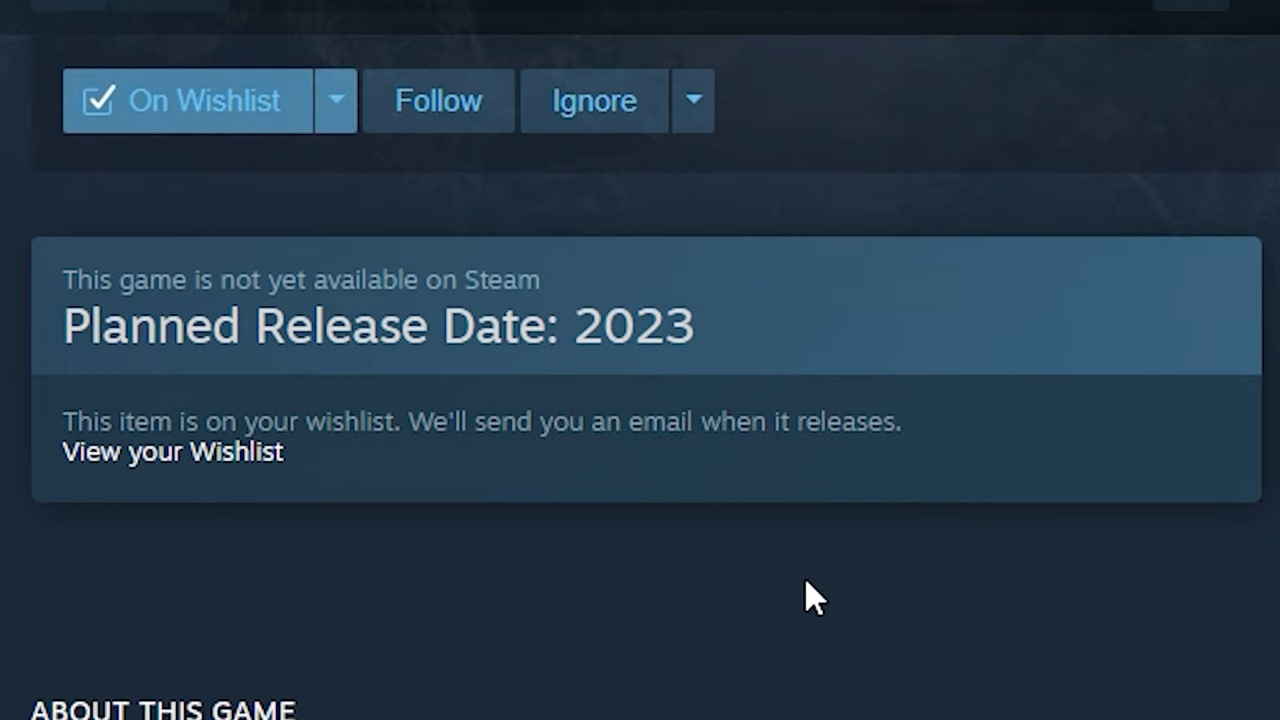 On Wishlist
Follow
Ignore
This game is not yet available on Steam
Planned Release Date: 2023
This item is on your wishlist. We'll send you an email when it releases.
View your Wishlist
ABOUT THIS GAME